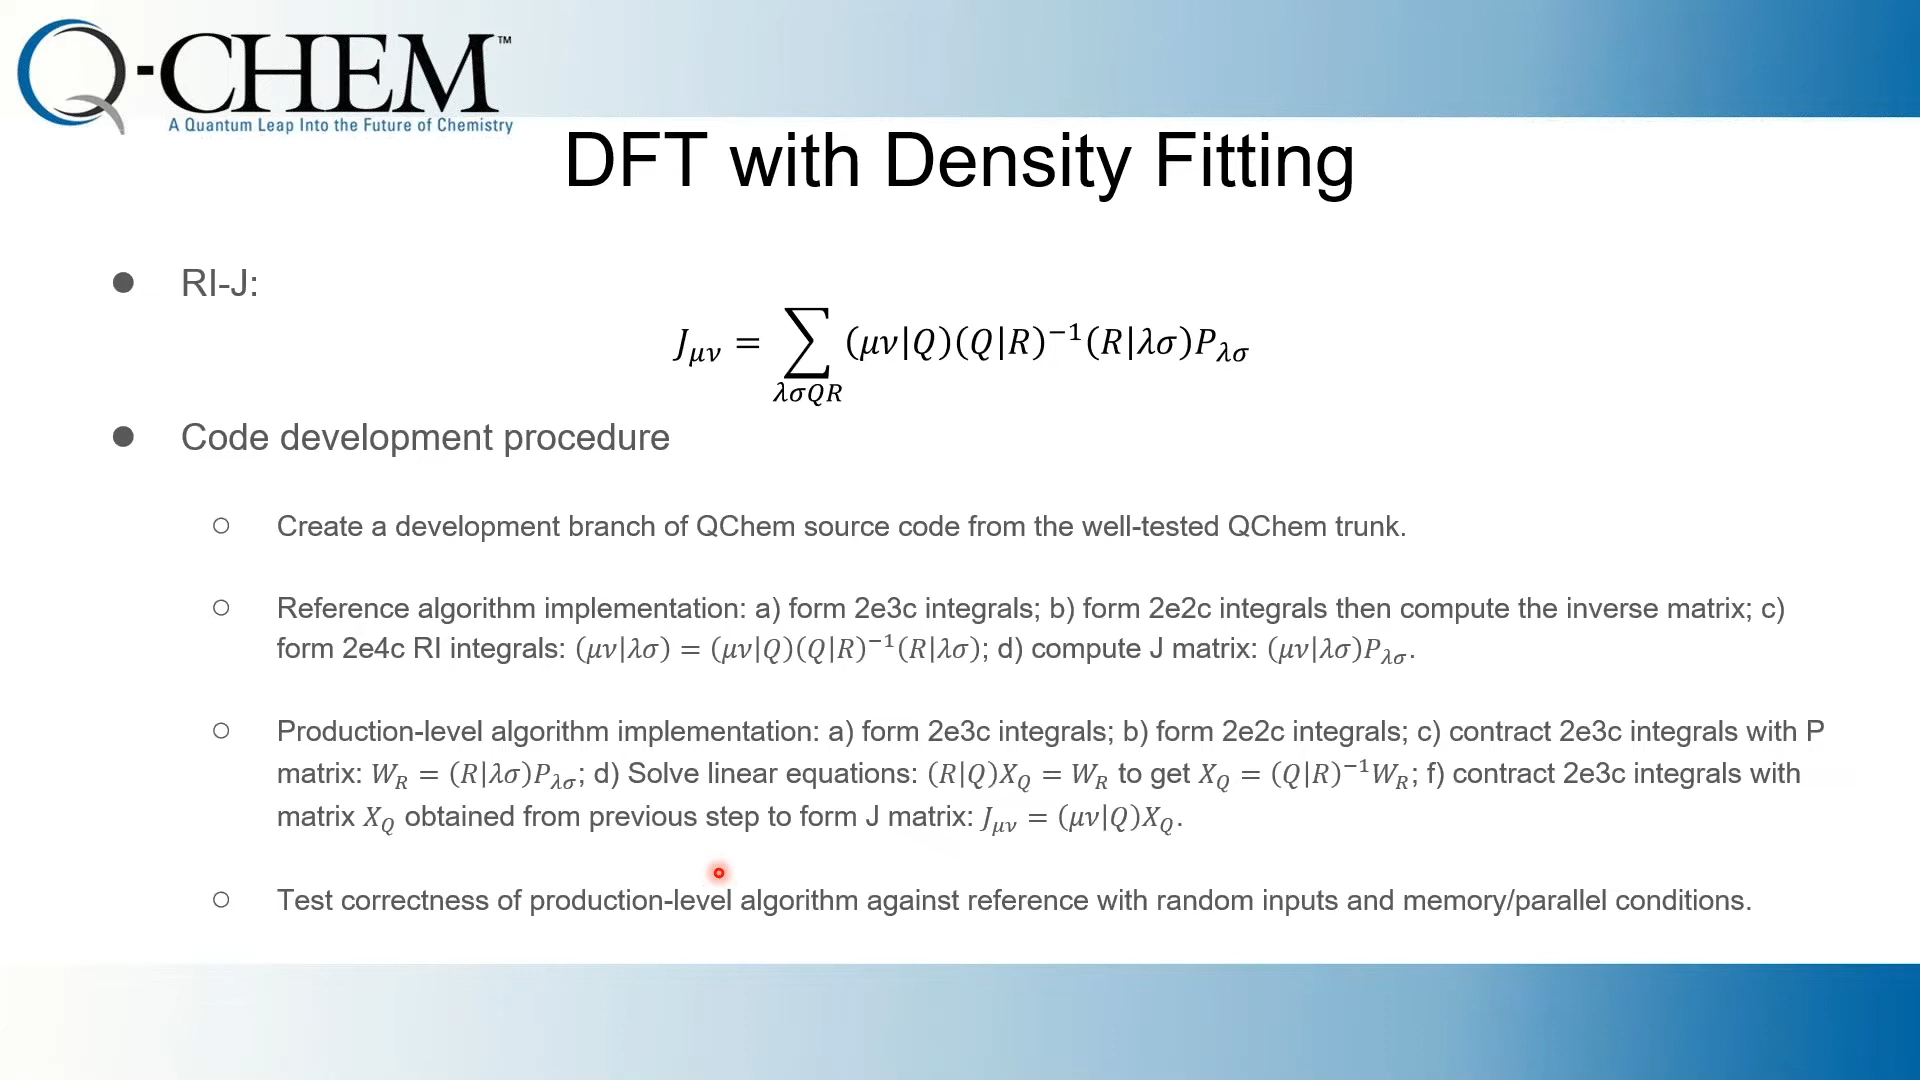 Q-CHEM™
A Quantum Leap Into the Future of Chemistry
DFT with Density Fitting
● RI-J:
J_{μν} = ∑_{λσQR} (μν|Q)(Q|R)⁻¹(R|λσ)P_{λσ}
● Code development procedure
○ Create a development branch of QChem source code from the well-tested QChem trunk.
○ Reference algorithm implementation: a) form 2e3c integrals; b) form 2e2c integrals then compute the inverse matrix; c)
form 2e4c RI integrals: (μν|λσ) = (μν|Q)(Q|R)⁻¹(R|λσ); d) compute J matrix: (μν|λσ)P_{λσ}.
○ Production-level algorithm implementation: a) form 2e3c integrals; b) form 2e2c integrals; c) contract 2e3c integrals with P
matrix: W_R = (R|λσ)P_{λσ}; d) Solve linear equations: (R|Q)X_Q = W_R to get X_Q = (Q|R)⁻¹W_R; f) contract 2e3c integrals with
matrix X_Q obtained from previous step to form J matrix: J_{μν} = (μν|Q)X_Q.
○ Test correctness of production-level algorithm against reference with random inputs and memory/parallel conditions.